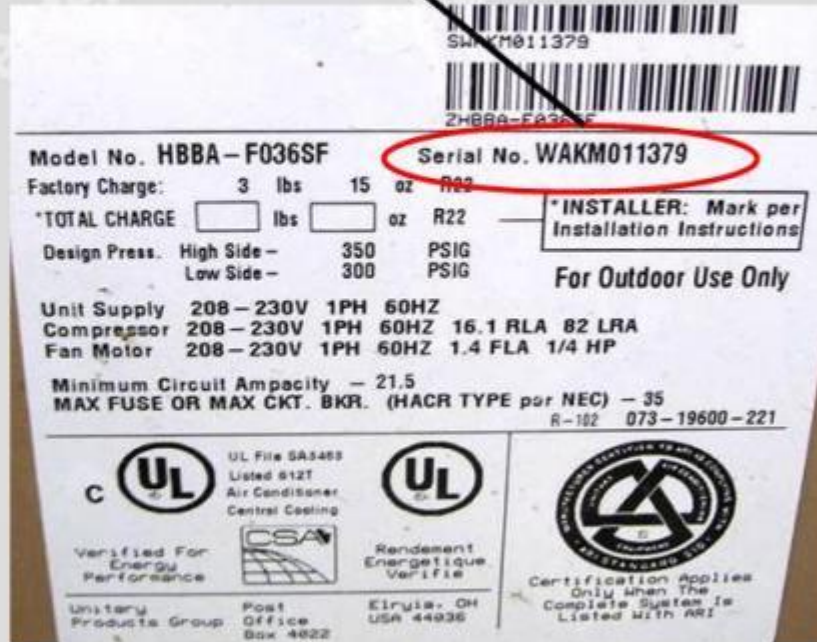 SWAKM011379
ZHBBA-F036SF
Model No. HBBA-F036SF Serial No. WAKM011379
Factory Charge: 3 lbs 15 oz R22
*TOTAL CHARGE lbs oz R22
*INSTALLER: Mark per
Installation Instructions
Design Press. High Side - 350 PSIG
Low Side - 300 PSIG
For Outdoor Use Only
Unit Supply 208-230V 1PH 60HZ
Compressor 208-230V 1PH 60HZ 16.1 RLA 82 LRA
Fan Motor 208-230V 1PH 60HZ 1.4 FLA 1/4 HP
Minimum Circuit Ampacity - 21.5
MAX FUSE OR MAX CKT. BKR. (HACR TYPE per NEC) - 35
R-102 073-19600-221
C UL
UL File SA5463
Listed 612T
Air Conditioner
Central Cooling
CSA
UL
Verified For
Energy
Performance
Rendement
Energetique
Verifie
Certification Applies
Only When The
Complete System Is
Listed With ARI
Unitary
Products Group
Post
Office
Box 4022
Elryia, OH
USA 44036